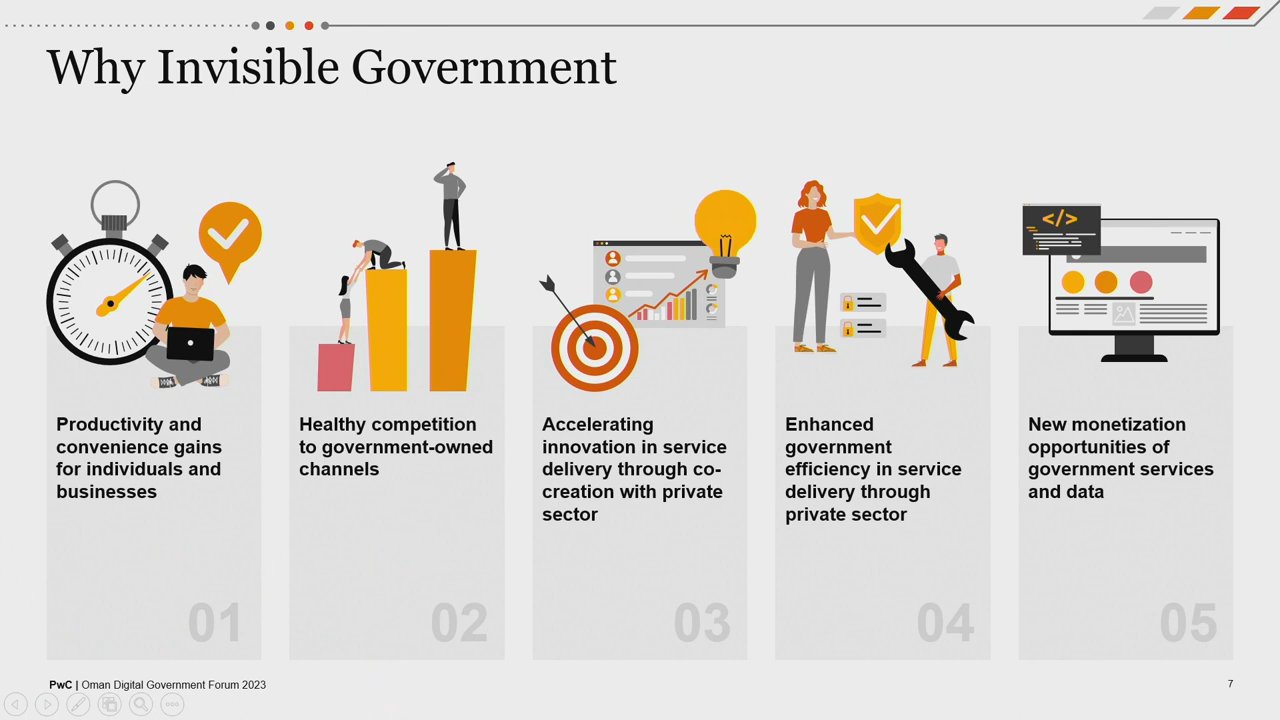 Why Invisible Government
</>
Productivity and
convenience gains
for individuals and
businesses
01
Healthy competition
to government-owned
channels
02
Accelerating
innovation in service
delivery through co-
creation with private
sector
03
Enhanced
government
efficiency in service
delivery through
private sector
04
New monetization
opportunities of
government services
and data
05
PwC | Oman Digital Government Forum 2023
7